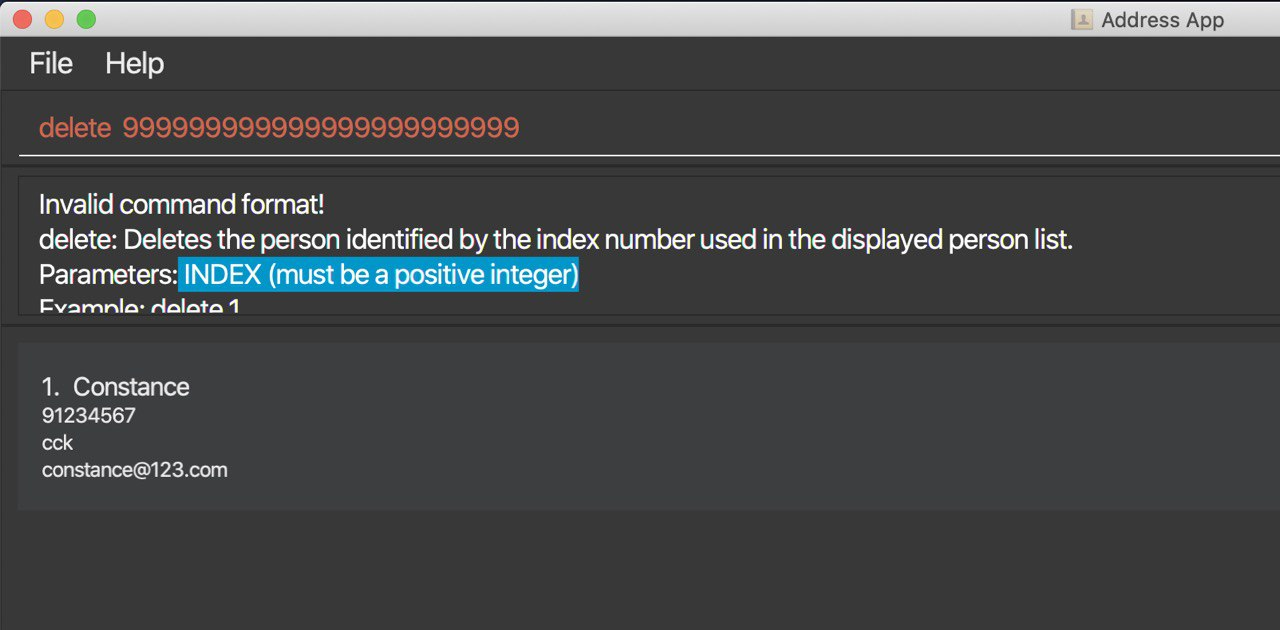 Address App
File Help
delete 999999999999999999999999
Invalid command format!
delete: Deletes the person identified by the index number used in the displayed person list.
Parameters: INDEX (must be a positive integer)
Example: delete 1
1. Constance
91234567
cck
constance@123.com